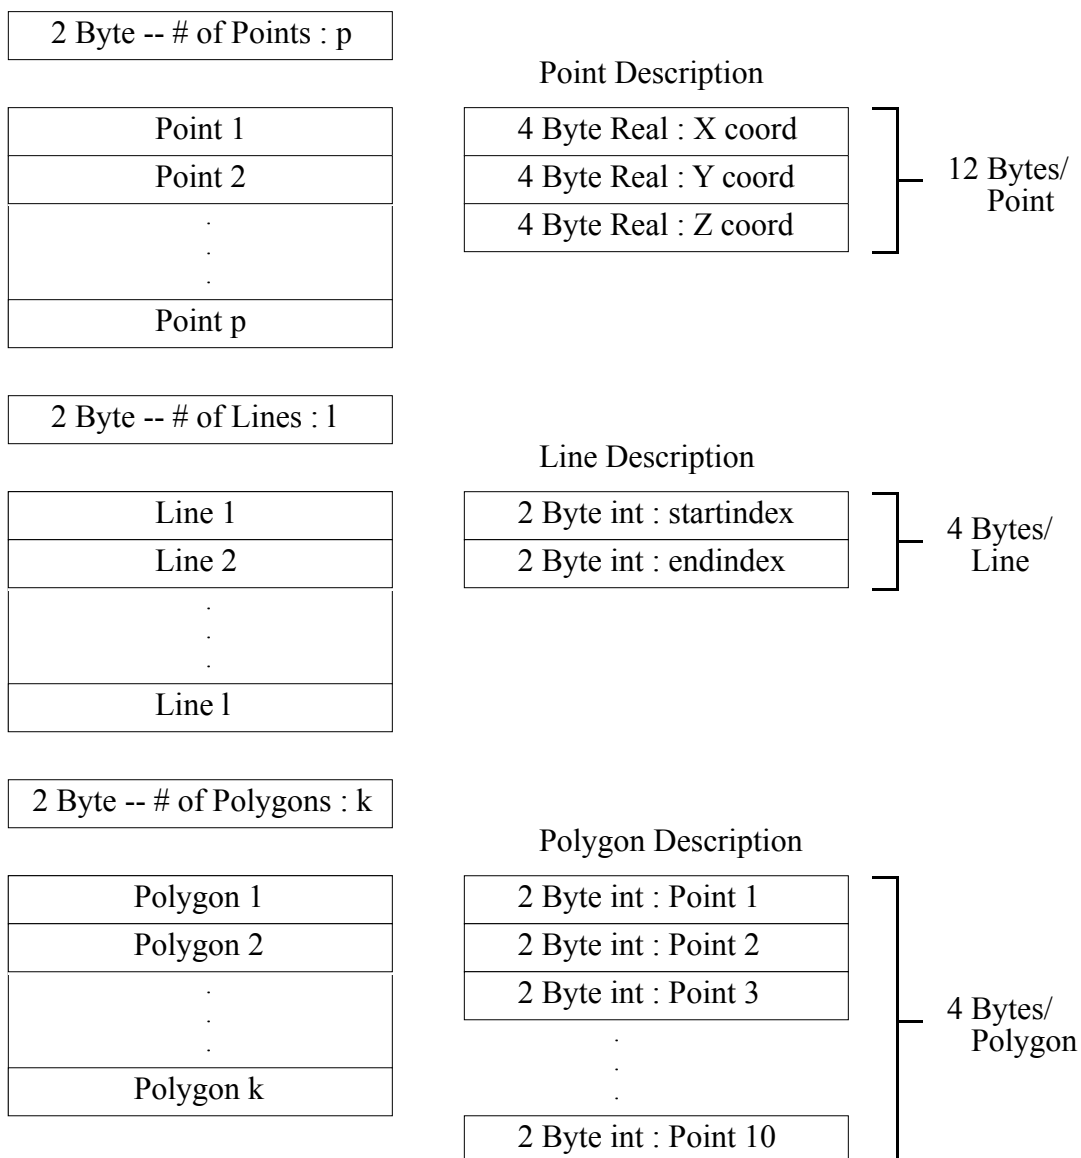 2 Byte -- # of Points : p
Point Description
Point 1
Point 2
.
.
.
Point p
4 Byte Real : X coord
4 Byte Real : Y coord
4 Byte Real : Z coord
12 Bytes/
Point
2 Byte -- # of Lines : l
Line Description
Line 1
Line 2
.
.
.
Line l
2 Byte int : startindex
2 Byte int : endindex
4 Bytes/
Line
2 Byte -- # of Polygons : k
Polygon Description
Polygon 1
Polygon 2
.
.
.
Polygon k
2 Byte int : Point 1
2 Byte int : Point 2
2 Byte int : Point 3
.
.
.
2 Byte int : Point 10
4 Bytes/
Polygon